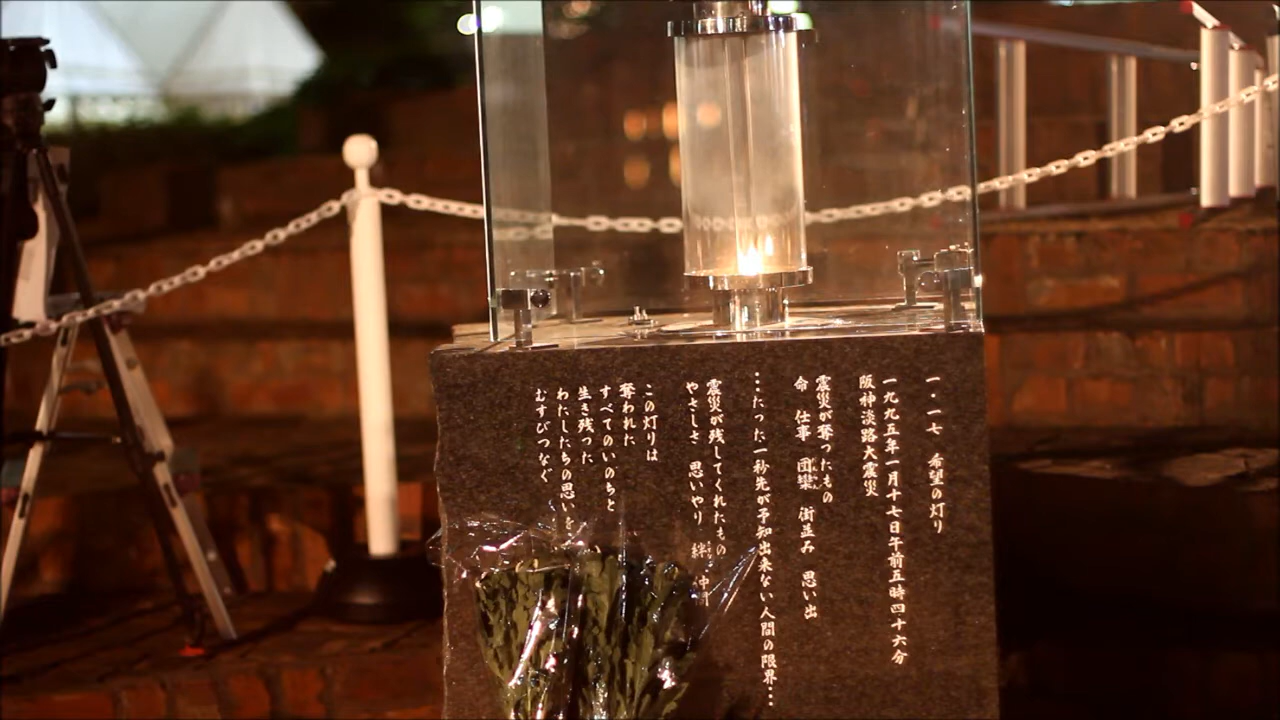 一.一七 希望の灯り
一九九五年一月十七日午前五時四十六分
阪神淡路大震災
震災が奪ったもの
命 仕事 団欒 街並み 思い出
…たった一秒先が予知出来ない人間の限界…
震災が残してくれたもの
やさしさ 思いやり 絆 仲間
この灯りは
奪われた
すべてのいのちと
生き残った
わたしたちの思いを
むすびつなぐ